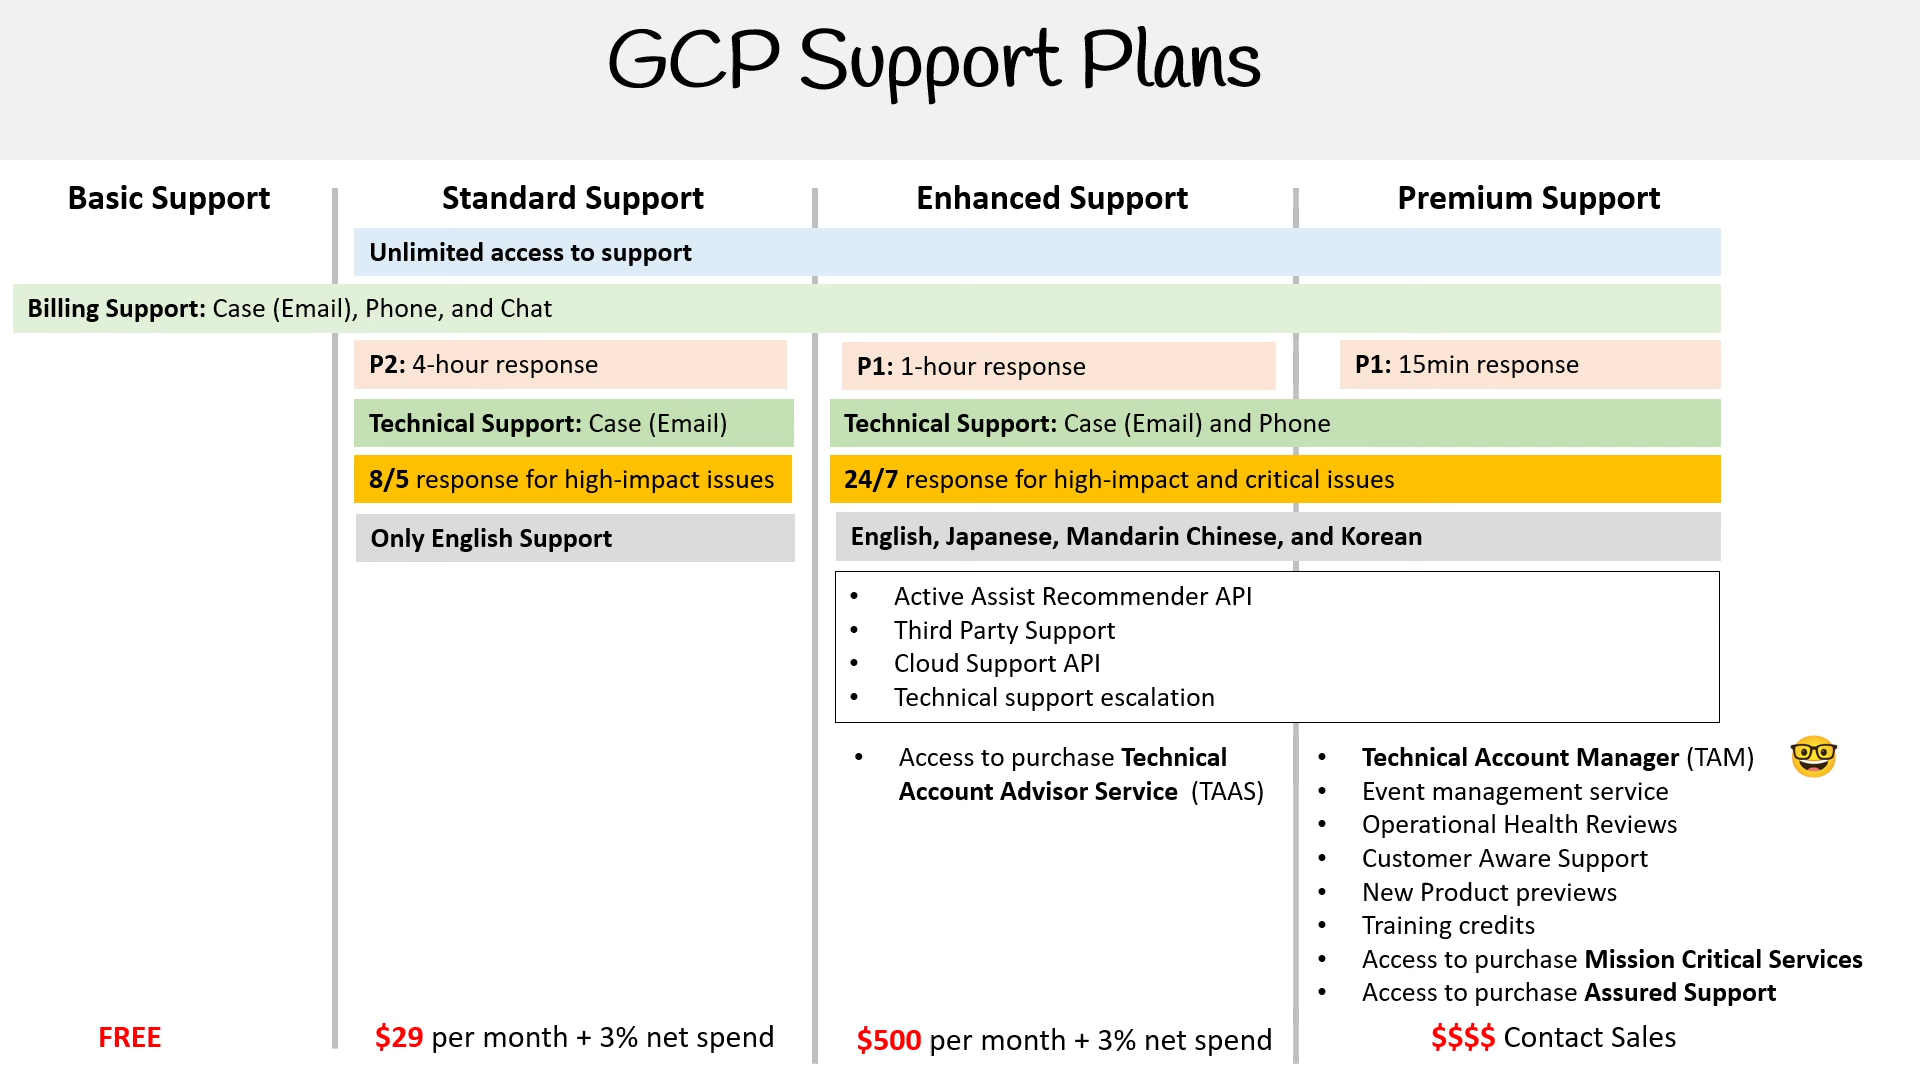 GCP Support Plans
Basic Support
Standard Support
Enhanced Support
Premium Support
Unlimited access to support
Billing Support: Case (Email), Phone, and Chat
P2: 4-hour response
P1: 1-hour response
P1: 15min response
Technical Support: Case (Email)
Technical Support: Case (Email) and Phone
8/5 response for high-impact issues
24/7 response for high-impact and critical issues
Only English Support
English, Japanese, Mandarin Chinese, and Korean
• Active Assist Recommender API
• Third Party Support
• Cloud Support API
• Technical support escalation
• Access to purchase Technical
Account Advisor Service (TAAS)
• Technical Account Manager (TAM)
• Event management service
• Operational Health Reviews
• Customer Aware Support
• New Product previews
• Training credits
• Access to purchase Mission Critical Services
• Access to purchase Assured Support
FREE
$29 per month + 3% net spend
$500 per month + 3% net spend
$$$$ Contact Sales